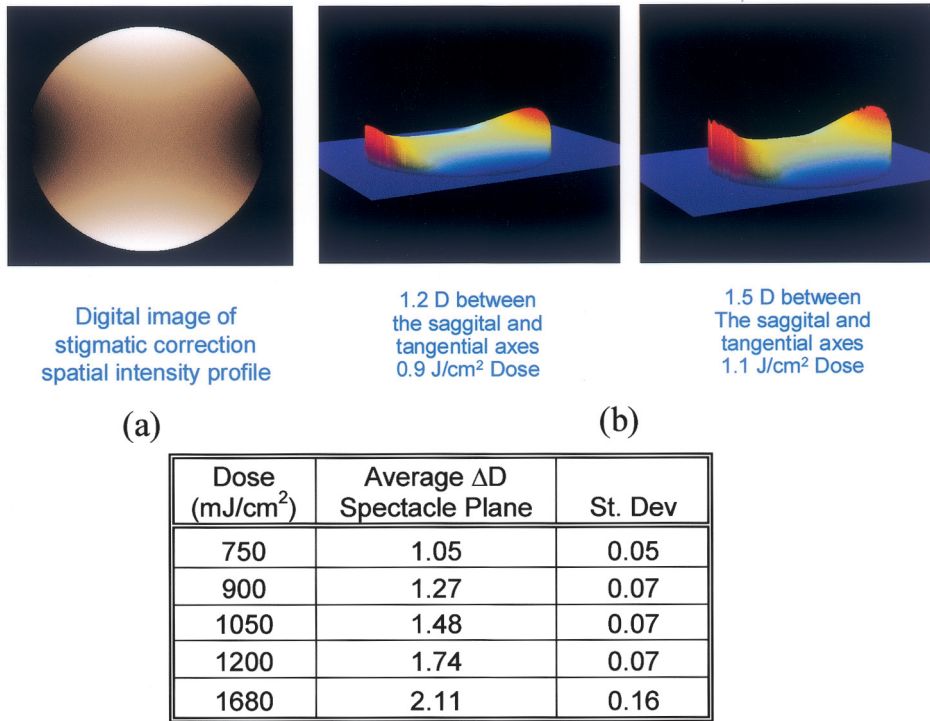 Digital image of
stigmatic correction
spatial intensity profile
1.2 D between
the saggital and
tangential axes
0.9 J/cm² Dose
1.5 D between
The saggital and
tangential axes
1.1 J/cm² Dose
(a)
(b)
Dose (mJ/cm²) Average ΔD Spectacle Plane St. Dev
750 1.05 0.05
900 1.27 0.07
1050 1.48 0.07
1200 1.74 0.07
1680 2.11 0.16